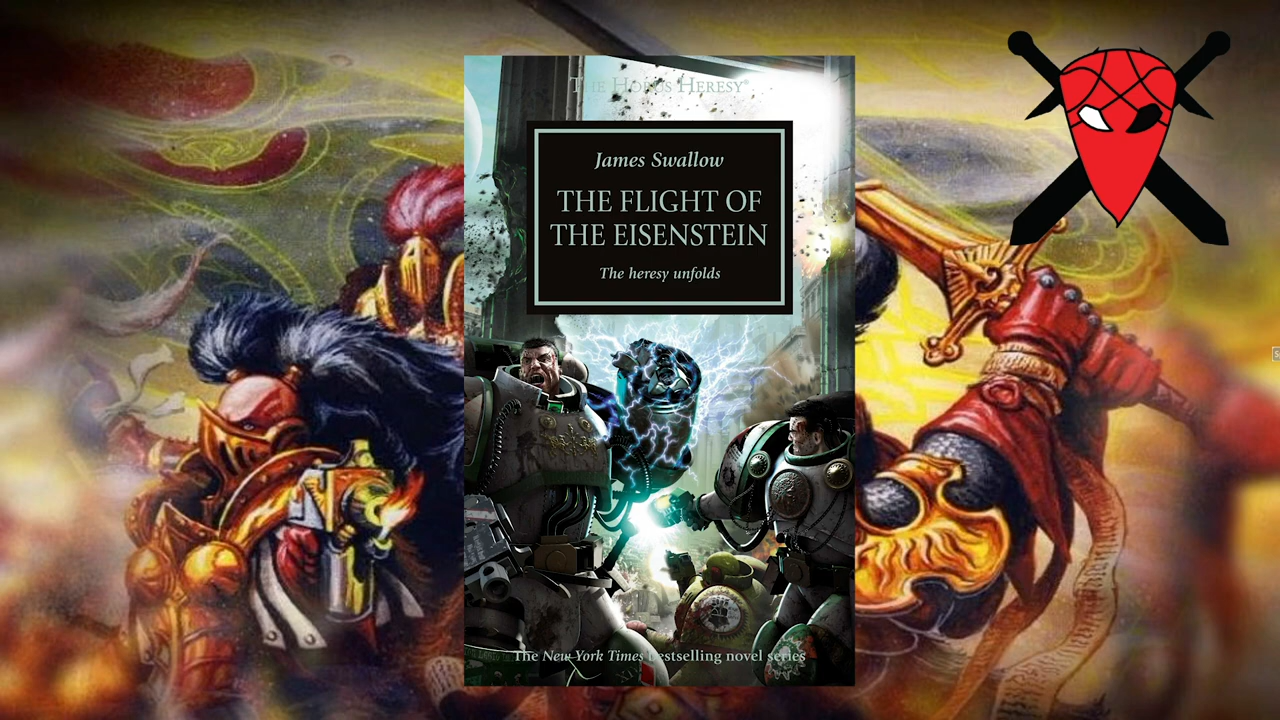 THE HORUS HERESY®
James Swallow
THE FLIGHT OF
THE EISENSTEIN
The heresy unfolds
The New York Times bestselling novel series